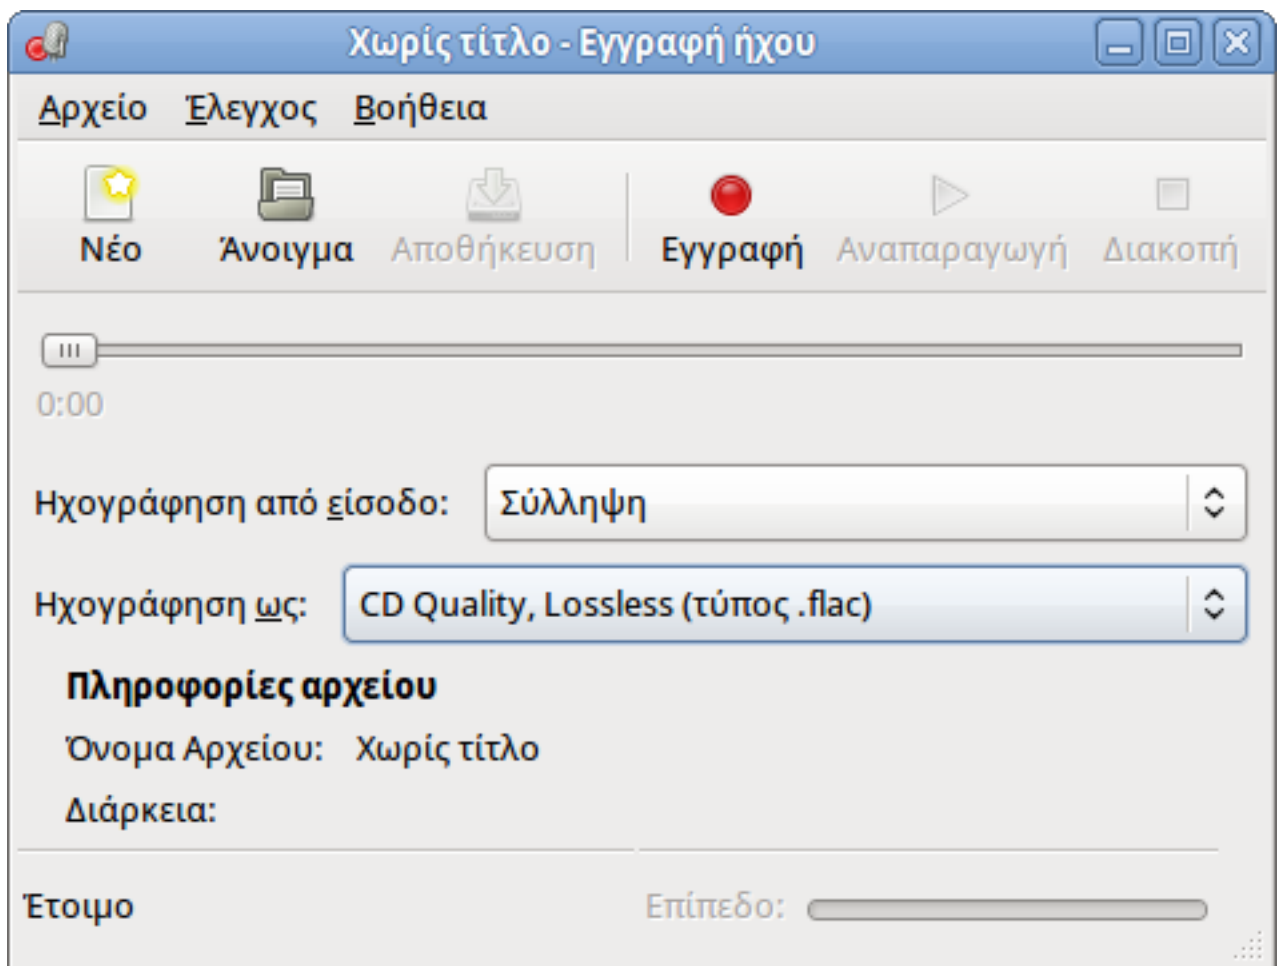 Χωρίς τίτλο - Εγγραφή ήχου
Αρχείο Έλεγχος Βοήθεια
Νέο Άνοιγμα Αποθήκευση Εγγραφή Αναπαραγωγή Διακοπή
0:00
Ηχογράφηση από είσοδο: Σύλληψη
Ηχογράφηση ως: CD Quality, Lossless (τύπος .flac)
Πληροφορίες αρχείου
Όνομα Αρχείου: Χωρίς τίτλο
Διάρκεια:
Έτοιμο Επίπεδο: